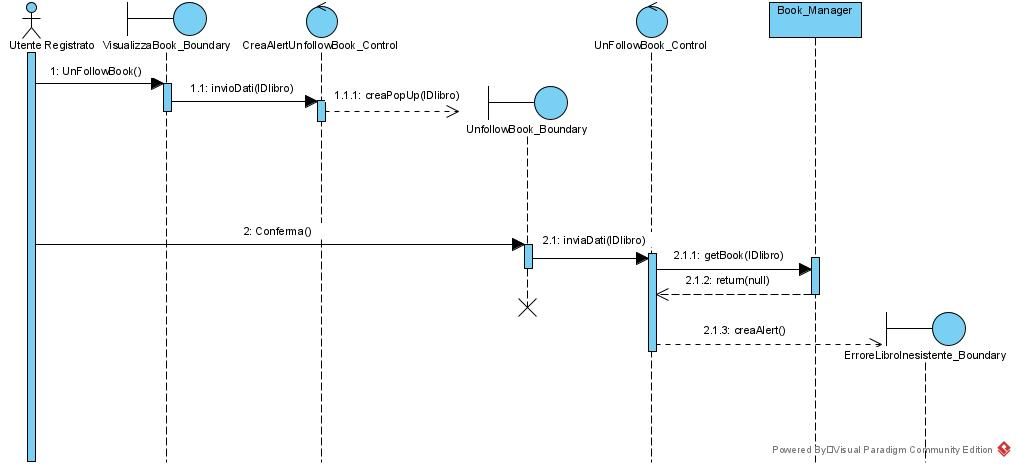 Book_Manager
Utente Registrato
VisualizzaBook_Boundary
CreaAlertUnfollowBook_Control
UnFollowBook_Control
1: UnFollowBook()
1.1: invioDati(IDlibro)
1.1.1: creaPopUp(IDlibro)
UnfollowBook_Boundary
2: Conferma()
2.1: inviaDati(IDlibro)
2.1.1: getBook(IDlibro)
2.1.2: return(null)
2.1.3: creaAlert()
ErroreLibroInesistente_Boundary
Powered By Visual Paradigm Community Edition